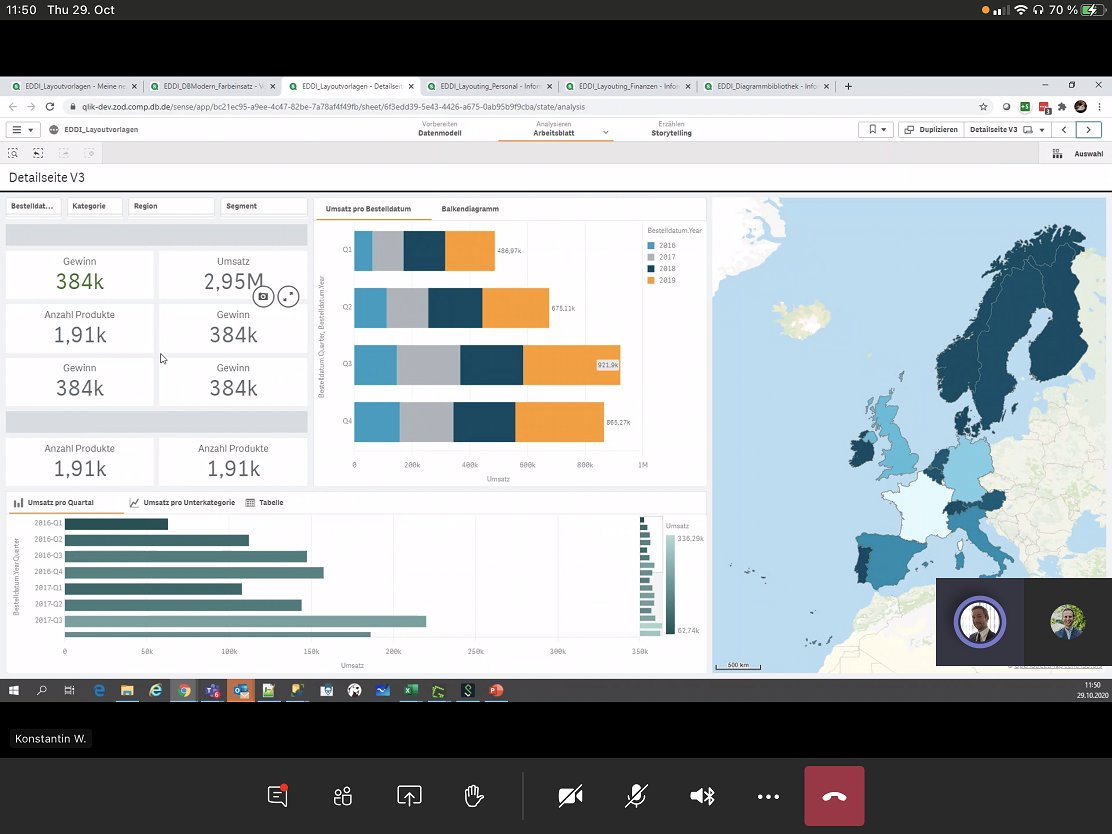 11:50 Thu 29. Oct
70 %
EDDI_Layoutvorlagen - Meine ne
EDDI_DBModern_Farbeinsatz - V
EDDI_Layoutvorlagen - Detailsei
EDDI_Layouting_Personal - Inforn
EDDI_Layouting_Finanzen - Infor
EDDI_Diagrammbibliothek - Infor
qlik-dev.zod.comp.db.de/sense/app/bc21ec95-a9ee-4c47-82be-7a78af4f49fb/sheet/6f3edd39-5e43-4426-a675-0ab95b9f9cba/state/analysis
EDDI_Layoutvorlagen
Vorbereiten
Datenmodell
Analysieren
Arbeitsblatt
Erzählen
Storytelling
Duplizieren
Detailseite V3
Auswahl
Detailseite V3
Bestelldat...
Kategorie
Region
Segment
Gewinn
384k
Umsatz
2,95M
Anzahl Produkte
1,91k
Gewinn
384k
Gewinn
384k
Gewinn
384k
Anzahl Produkte
1,91k
Anzahl Produkte
1,91k
Umsatz pro Bestelldatum
Balkendiagramm
Bestelldatum.Quarter, Bestelldatum.Year
Q1
486,97k
Q2
675,11k
Q3
921,9k
Q4
865,27k
0 200k 400k 600k 800k 1M
Umsatz
Bestelldatum.Year
2016
2017
2018
2019
Umsatz pro Quartal
Umsatz pro Unterkategorie
Tabelle
Bestelldatum.YearQuarter
2016-Q1
2016-Q2
2016-Q3
2016-Q4
2017-Q1
2017-Q2
2017-Q3
0 50k 100k 150k 200k 250k 300k 350k
Umsatz
Umsatz
336,29k
62,74k
500 km
11:50
29.10.2020
Konstantin W.